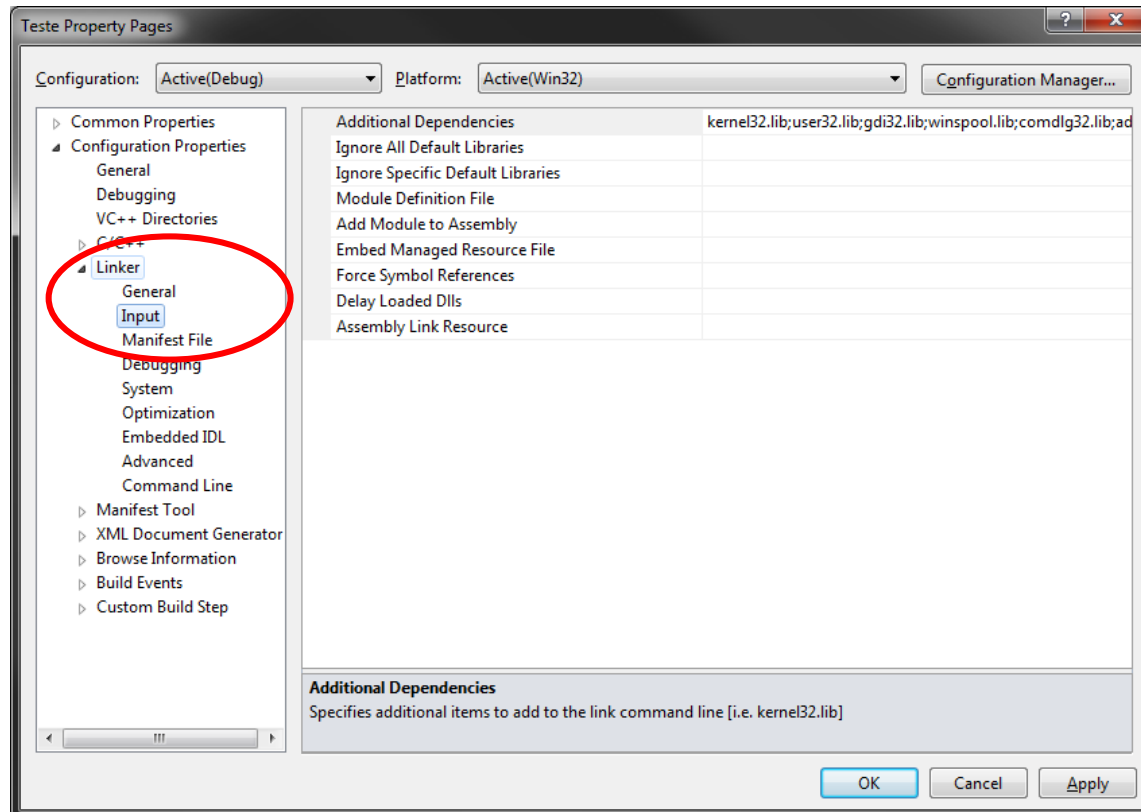 Teste Property Pages
Configuration: Active(Debug) Platform: Active(Win32) Configuration Manager...
Common Properties
Configuration Properties
General
Debugging
VC++ Directories
C/C++
Linker
General
Input
Manifest File
Debugging
System
Optimization
Embedded IDL
Advanced
Command Line
Manifest Tool
XML Document Generator
Browse Information
Build Events
Custom Build Step
Additional Dependencies kernel32.lib;user32.lib;gdi32.lib;winspool.lib;comdlg32.lib;ad
Ignore All Default Libraries
Ignore Specific Default Libraries
Module Definition File
Add Module to Assembly
Embed Managed Resource File
Force Symbol References
Delay Loaded Dlls
Assembly Link Resource
Additional Dependencies
Specifies additional items to add to the link command line [i.e. kernel32.lib]
OK Cancel Apply